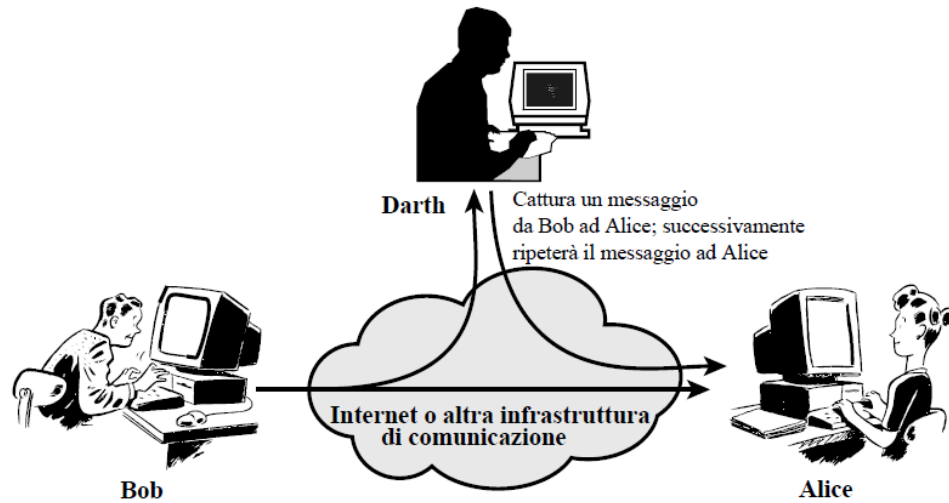 Darth
Cattura un messaggio
da Bob ad Alice; successivamente
ripeterà il messaggio ad Alice
Internet o altra infrastruttura
di comunicazione
Bob
Alice